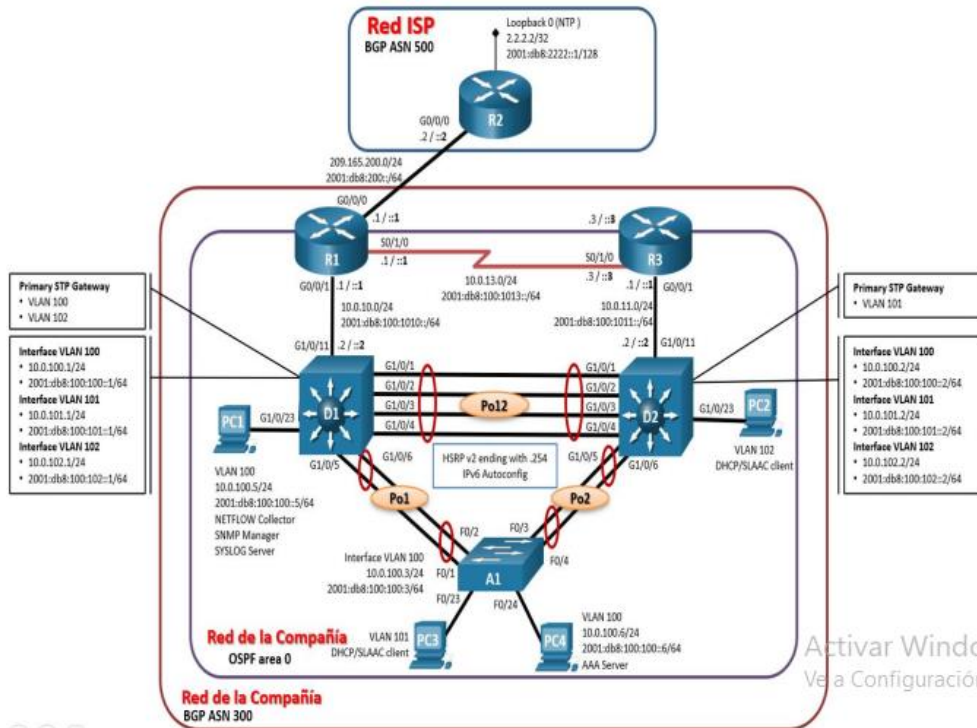 Red ISP
BGP ASN 500
Loopback 0 (NTP )
2.2.2.2/32
2001:db8:2222::1/128
R2
G0/0/0
.2 / ::2
209.165.200.0/24
2001:db8:200::/64
G0/0/0
.1 / ::1
R1
S0/1/0
.1 / ::1
.3 / ::3
R3
S0/1/0
.3 / ::3
10.0.13.0/24
2001:db8:100:1013::/64
G0/0/1
.1 / ::1
10.0.10.0/24
2001:db8:100:1010::/64
G1/0/11
.2 / ::2
.1 / ::1
G0/0/1
10.0.11.0/24
2001:db8:100:1011::/64
.2 / ::2
G1/0/11
Primary STP Gateway
• VLAN 100
• VLAN 102
Interface VLAN 100
• 10.0.100.1/24
• 2001:db8:100:100::1/64
Interface VLAN 101
• 10.0.101.1/24
• 2001:db8:100:101::1/64
Interface VLAN 102
• 10.0.102.1/24
• 2001:db8:100:102::1/64
Primary STP Gateway
• VLAN 101
Interface VLAN 100
• 10.0.100.2/24
• 2001:db8:100:100::2/64
Interface VLAN 101
• 10.0.101.2/24
• 2001:db8:100:101::2/64
Interface VLAN 102
• 10.0.102.2/24
• 2001:db8:100:102::2/64
D1
G1/0/1
G1/0/2
G1/0/3
G1/0/4
Po12
G1/0/1
G1/0/2
G1/0/3
G1/0/4
D2
PC1
G1/0/23
G1/0/23
PC2
VLAN 100
10.0.100.5/24
2001:db8:100:100::5/64
NETFLOW Collector
SNMP Manager
SYSLOG Server
VLAN 102
DHCP/SLAAC client
G1/0/5
G1/0/6
HSRP v2 ending with .254
IPv6 Autoconfig
G1/0/5
G1/0/6
Po1
Po2
F0/2
F0/3
F0/1
F0/4
Interface VLAN 100
10.0.100.3/24
2001:db8:100:100:3/64
A1
F0/23
F0/24
VLAN 101
DHCP/SLAAC client
PC3
PC4
VLAN 100
10.0.100.6/24
2001:db8:100:100::6/64
AAA Server
Red de la Compañía
OSPF area 0
Red de la Compañía
BGP ASN 300
Activar Windo
Ve a Configuración